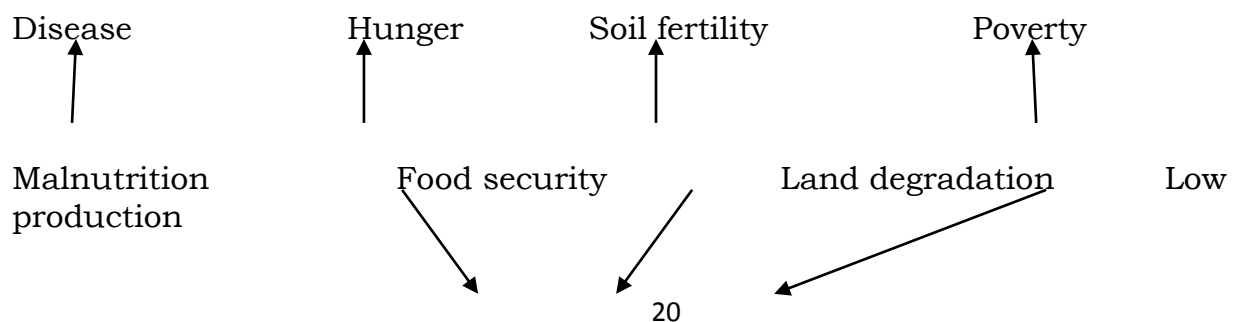 Disease Hunger Soil fertility Poverty
Malnutrition Food security Land degradation Low
production
20